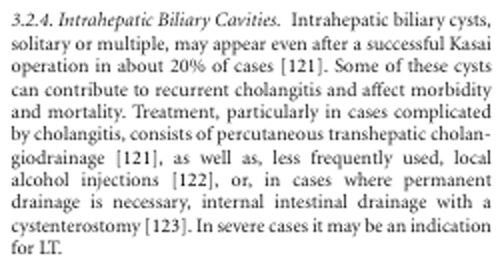 3.2.4. Intrahepatic Biliary Cavities. Intrahepatic biliary cysts,
solitary or multiple, may appear even after a successful Kasai
operation in about 20% of cases [121]. Some of these cysts
can contribute to recurrent cholangitis and affect morbidity
and mortality. Treatment, particularly in cases complicated
by cholangitis, consists of percutaneous transhepatic cholan-
giodrainage [121], as well as, less frequently used, local
alcohol injections [122], or, in cases where permanent
drainage is necessary, internal intestinal drainage with a
cystenterostomy [123]. In severe cases it may be an indication
for LT.